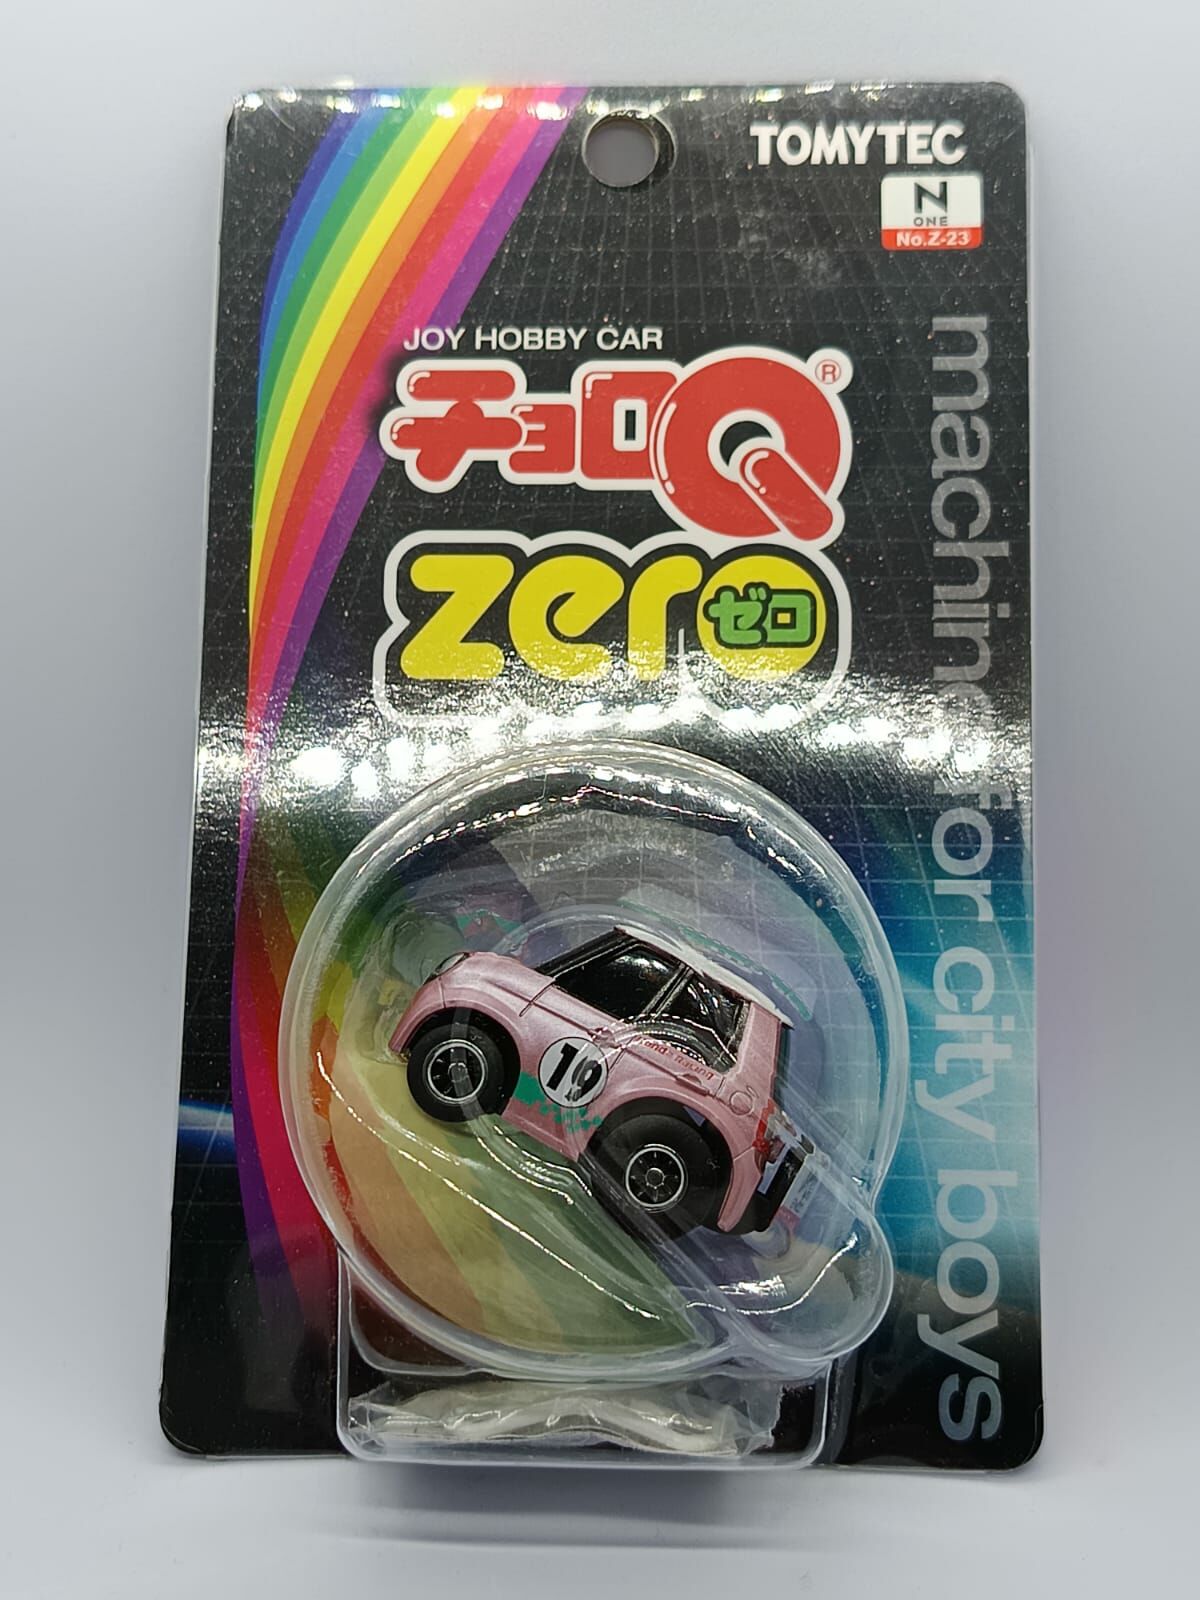 TOMYTEC
N
ONE
No.Z-23
JOY HOBBY CAR
チョロQ®
zero
ゼロ
machine for city boys
19
Racing